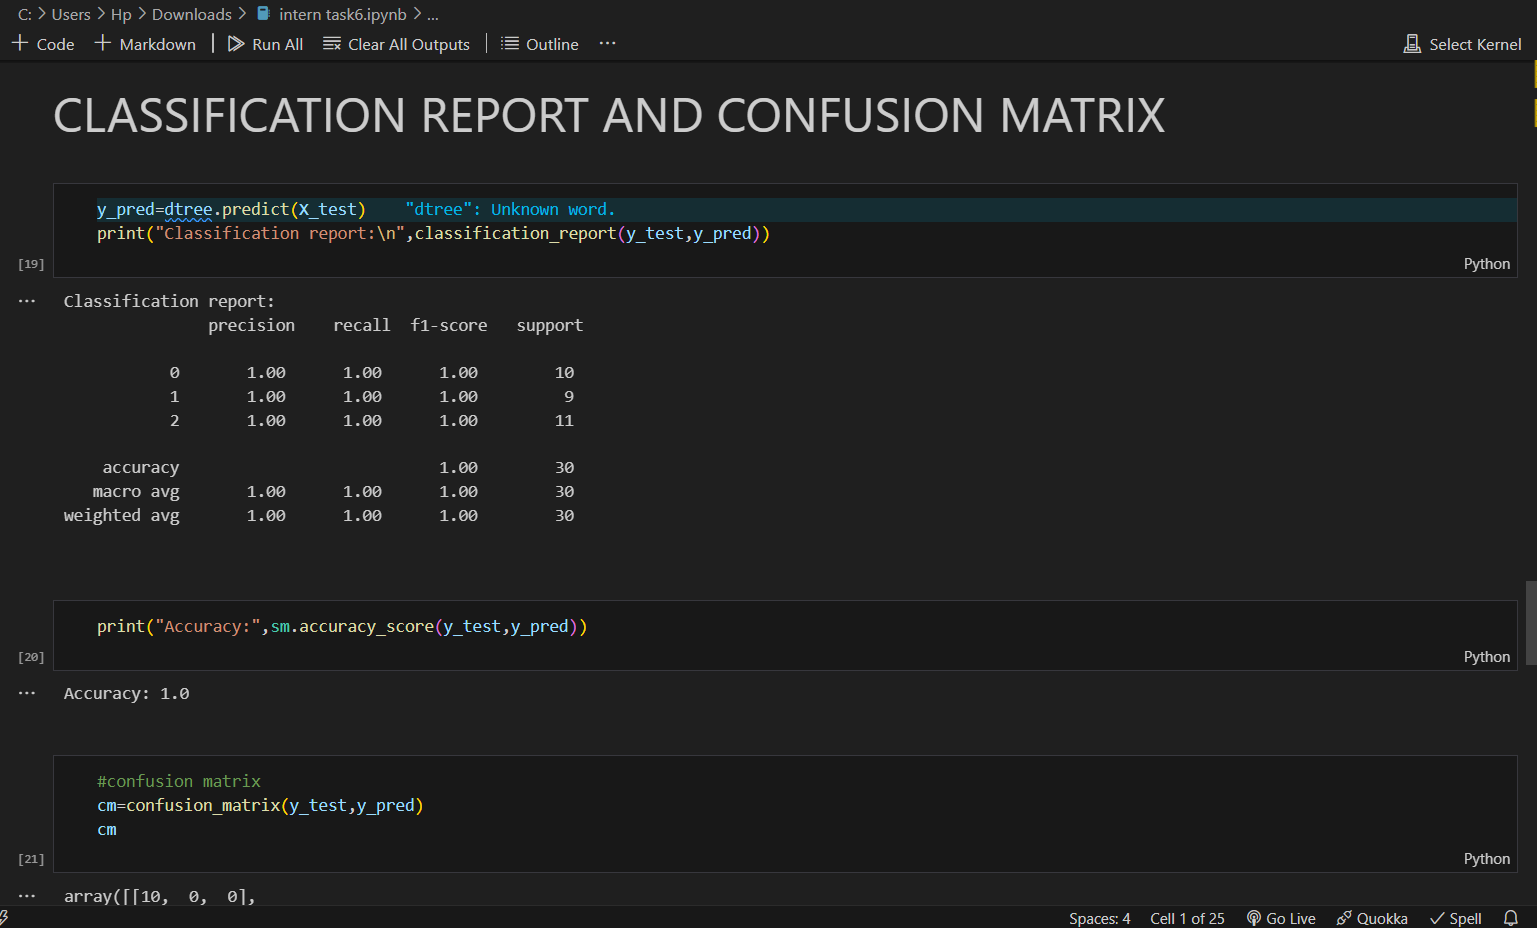 C: > Users > Hp > Downloads > intern task6.ipynb > ...
+ Code + Markdown | Run All Clear All Outputs | Outline ... Select Kernel
CLASSIFICATION REPORT AND CONFUSION MATRIX
y_pred=dtree.predict(X_test) "dtree": Unknown word.
print("Classification report:\n",classification_report(y_test,y_pred))
[19] Python
... Classification report:
precision recall f1-score support
0 1.00 1.00 1.00 10
1 1.00 1.00 1.00 9
2 1.00 1.00 1.00 11
accuracy 1.00 30
macro avg 1.00 1.00 1.00 30
weighted avg 1.00 1.00 1.00 30
print("Accuracy:",sm.accuracy_score(y_test,y_pred))
[20] Python
... Accuracy: 1.0
#confusion matrix
cm=confusion_matrix(y_test,y_pred)
cm
[21] Python
... array([[10, 0, 0],
Spaces: 4 Cell 1 of 25 Go Live Quokka Spell